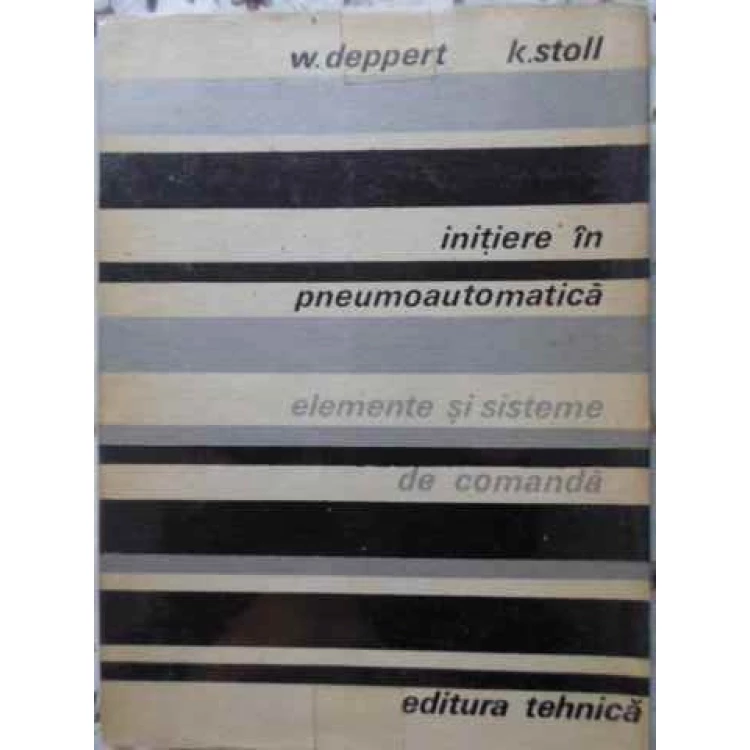 w.deppert k.stoll
inițiere în
pneumoautomatică
elemente și sisteme
de comandă
editura tehnică